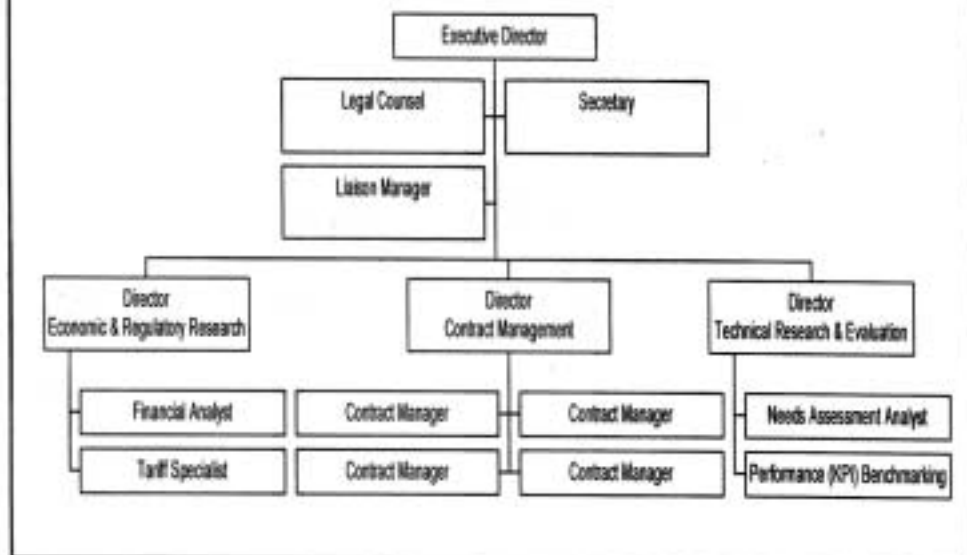 Executive Director
Legal Counsel
Secretary
Liaison Manager
Director
Economic & Regulatory Research
Director
Contract Management
Director
Technical Research & Evaluation
Financial Analyst
Contract Manager
Contract Manager
Needs Assessment Analyst
Tariff Specialist
Contract Manager
Contract Manager
Performance (KPI) Benchmarking